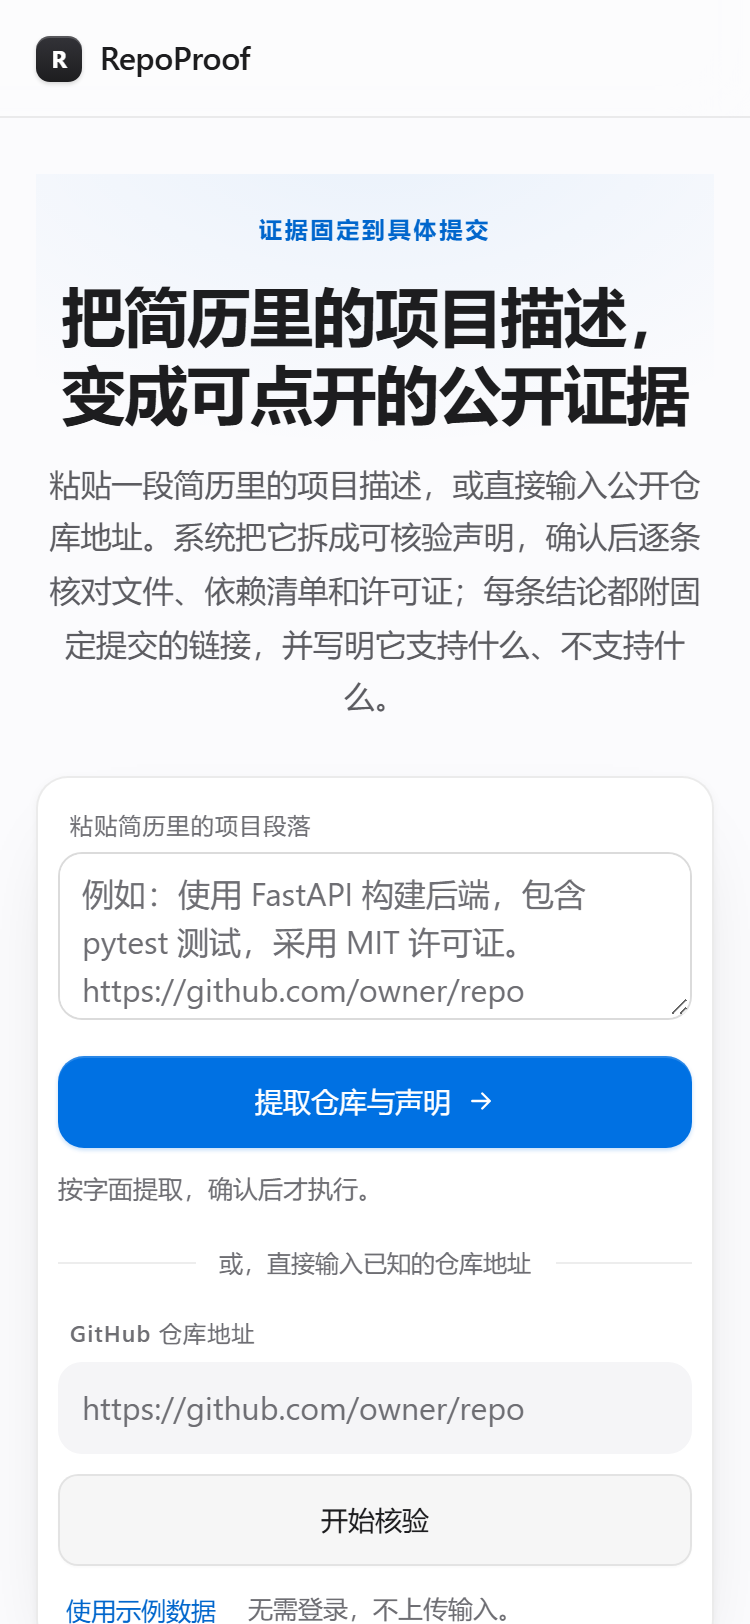 R RepoProof
证据固定到具体提交
把简历里的项目描述，
变成可点开的公开证据
粘贴一段简历里的项目描述，或直接输入公开仓
库地址。系统把它拆成可核验声明，确认后逐条
核对文件、依赖清单和许可证；每条结论都附固
定提交的链接，并写明它支持什么、不支持什
么。
粘贴简历里的项目段落
例如：使用 FastAPI 构建后端，包含
pytest 测试，采用 MIT 许可证。
https://github.com/owner/repo
提取仓库与声明 →
按字面提取，确认后才执行。
或，直接输入已知的仓库地址
GitHub 仓库地址
https://github.com/owner/repo
开始核验
使用示例数据 无需登录，不上传输入。